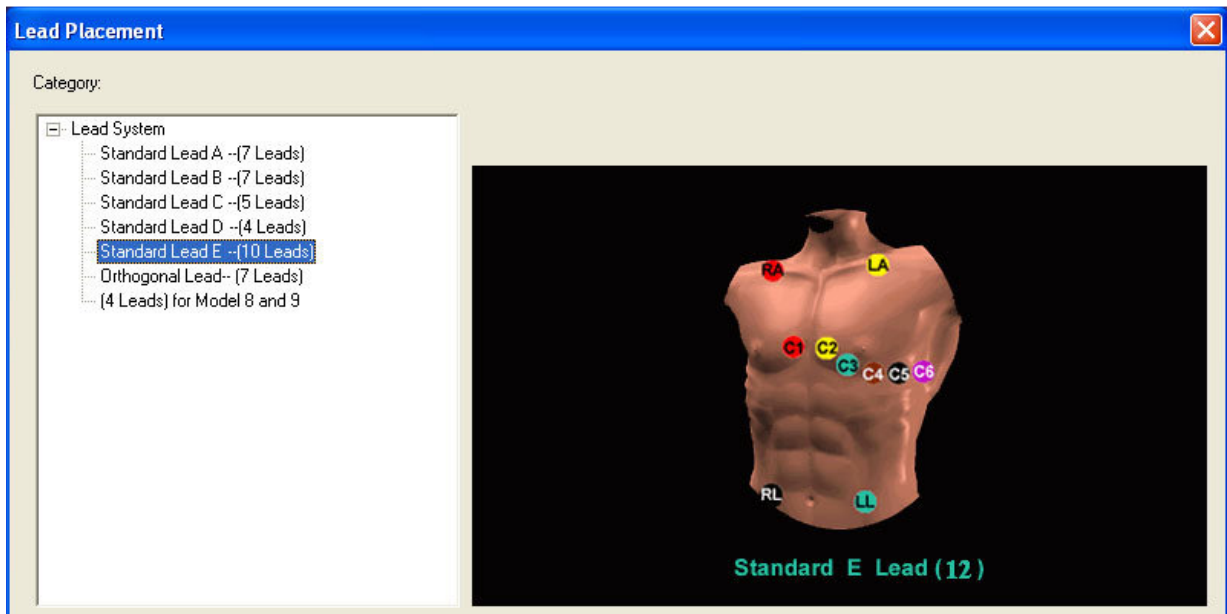 Lead Placement
Category:
Lead System
Standard Lead A --(7 Leads)
Standard Lead B --(7 Leads)
Standard Lead C --(5 Leads)
Standard Lead D --(4 Leads)
Standard Lead E --(10 Leads)
Orthogonal Lead-- (7 Leads)
(4 Leads) for Model 8 and 9
RA LA
C1 C2
C3 C4 C5 C6
RL LL
Standard E Lead (12)